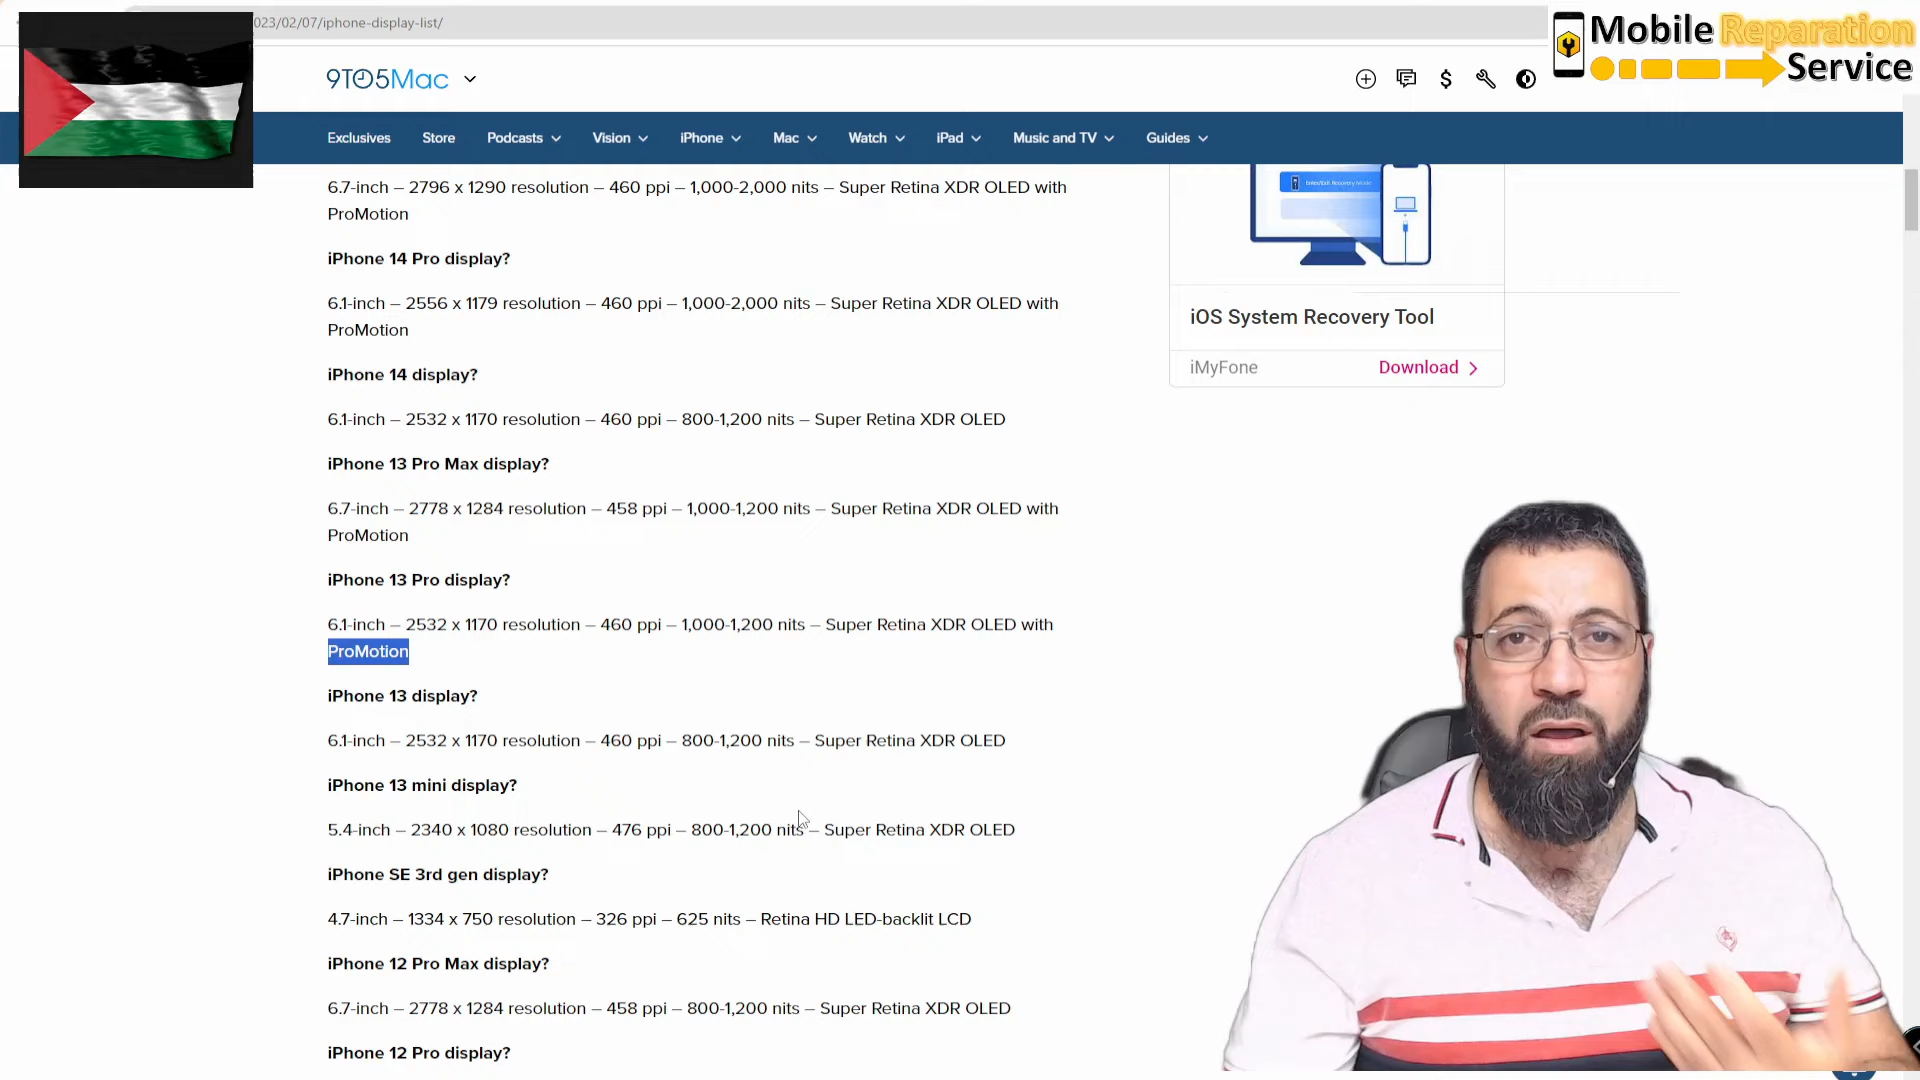 023/02/07/iphone-display-list/
Mobile Reparation
Service
9TO5Mac
Exclusives Store Podcasts Vision iPhone Mac Watch iPad Music and TV Guides
6.7-inch – 2796 x 1290 resolution – 460 ppi – 1,000-2,000 nits – Super Retina XDR OLED with
ProMotion
iPhone 14 Pro display?
6.1-inch – 2556 x 1179 resolution – 460 ppi – 1,000-2,000 nits – Super Retina XDR OLED with
ProMotion
iPhone 14 display?
6.1-inch – 2532 x 1170 resolution – 460 ppi – 800-1,200 nits – Super Retina XDR OLED
iPhone 13 Pro Max display?
6.7-inch – 2778 x 1284 resolution – 458 ppi – 1,000-1,200 nits – Super Retina XDR OLED with
ProMotion
iPhone 13 Pro display?
6.1-inch – 2532 x 1170 resolution – 460 ppi – 1,000-1,200 nits – Super Retina XDR OLED with
ProMotion
iPhone 13 display?
6.1-inch – 2532 x 1170 resolution – 460 ppi – 800-1,200 nits – Super Retina XDR OLED
iPhone 13 mini display?
5.4-inch – 2340 x 1080 resolution – 476 ppi – 800-1,200 nits – Super Retina XDR OLED
iPhone SE 3rd gen display?
4.7-inch – 1334 x 750 resolution – 326 ppi – 625 nits – Retina HD LED-backlit LCD
iPhone 12 Pro Max display?
6.7-inch – 2778 x 1284 resolution – 458 ppi – 800-1,200 nits – Super Retina XDR OLED
iPhone 12 Pro display?
Enter/Exit Recovery Mode
iOS System Recovery Tool
iMyFone Download